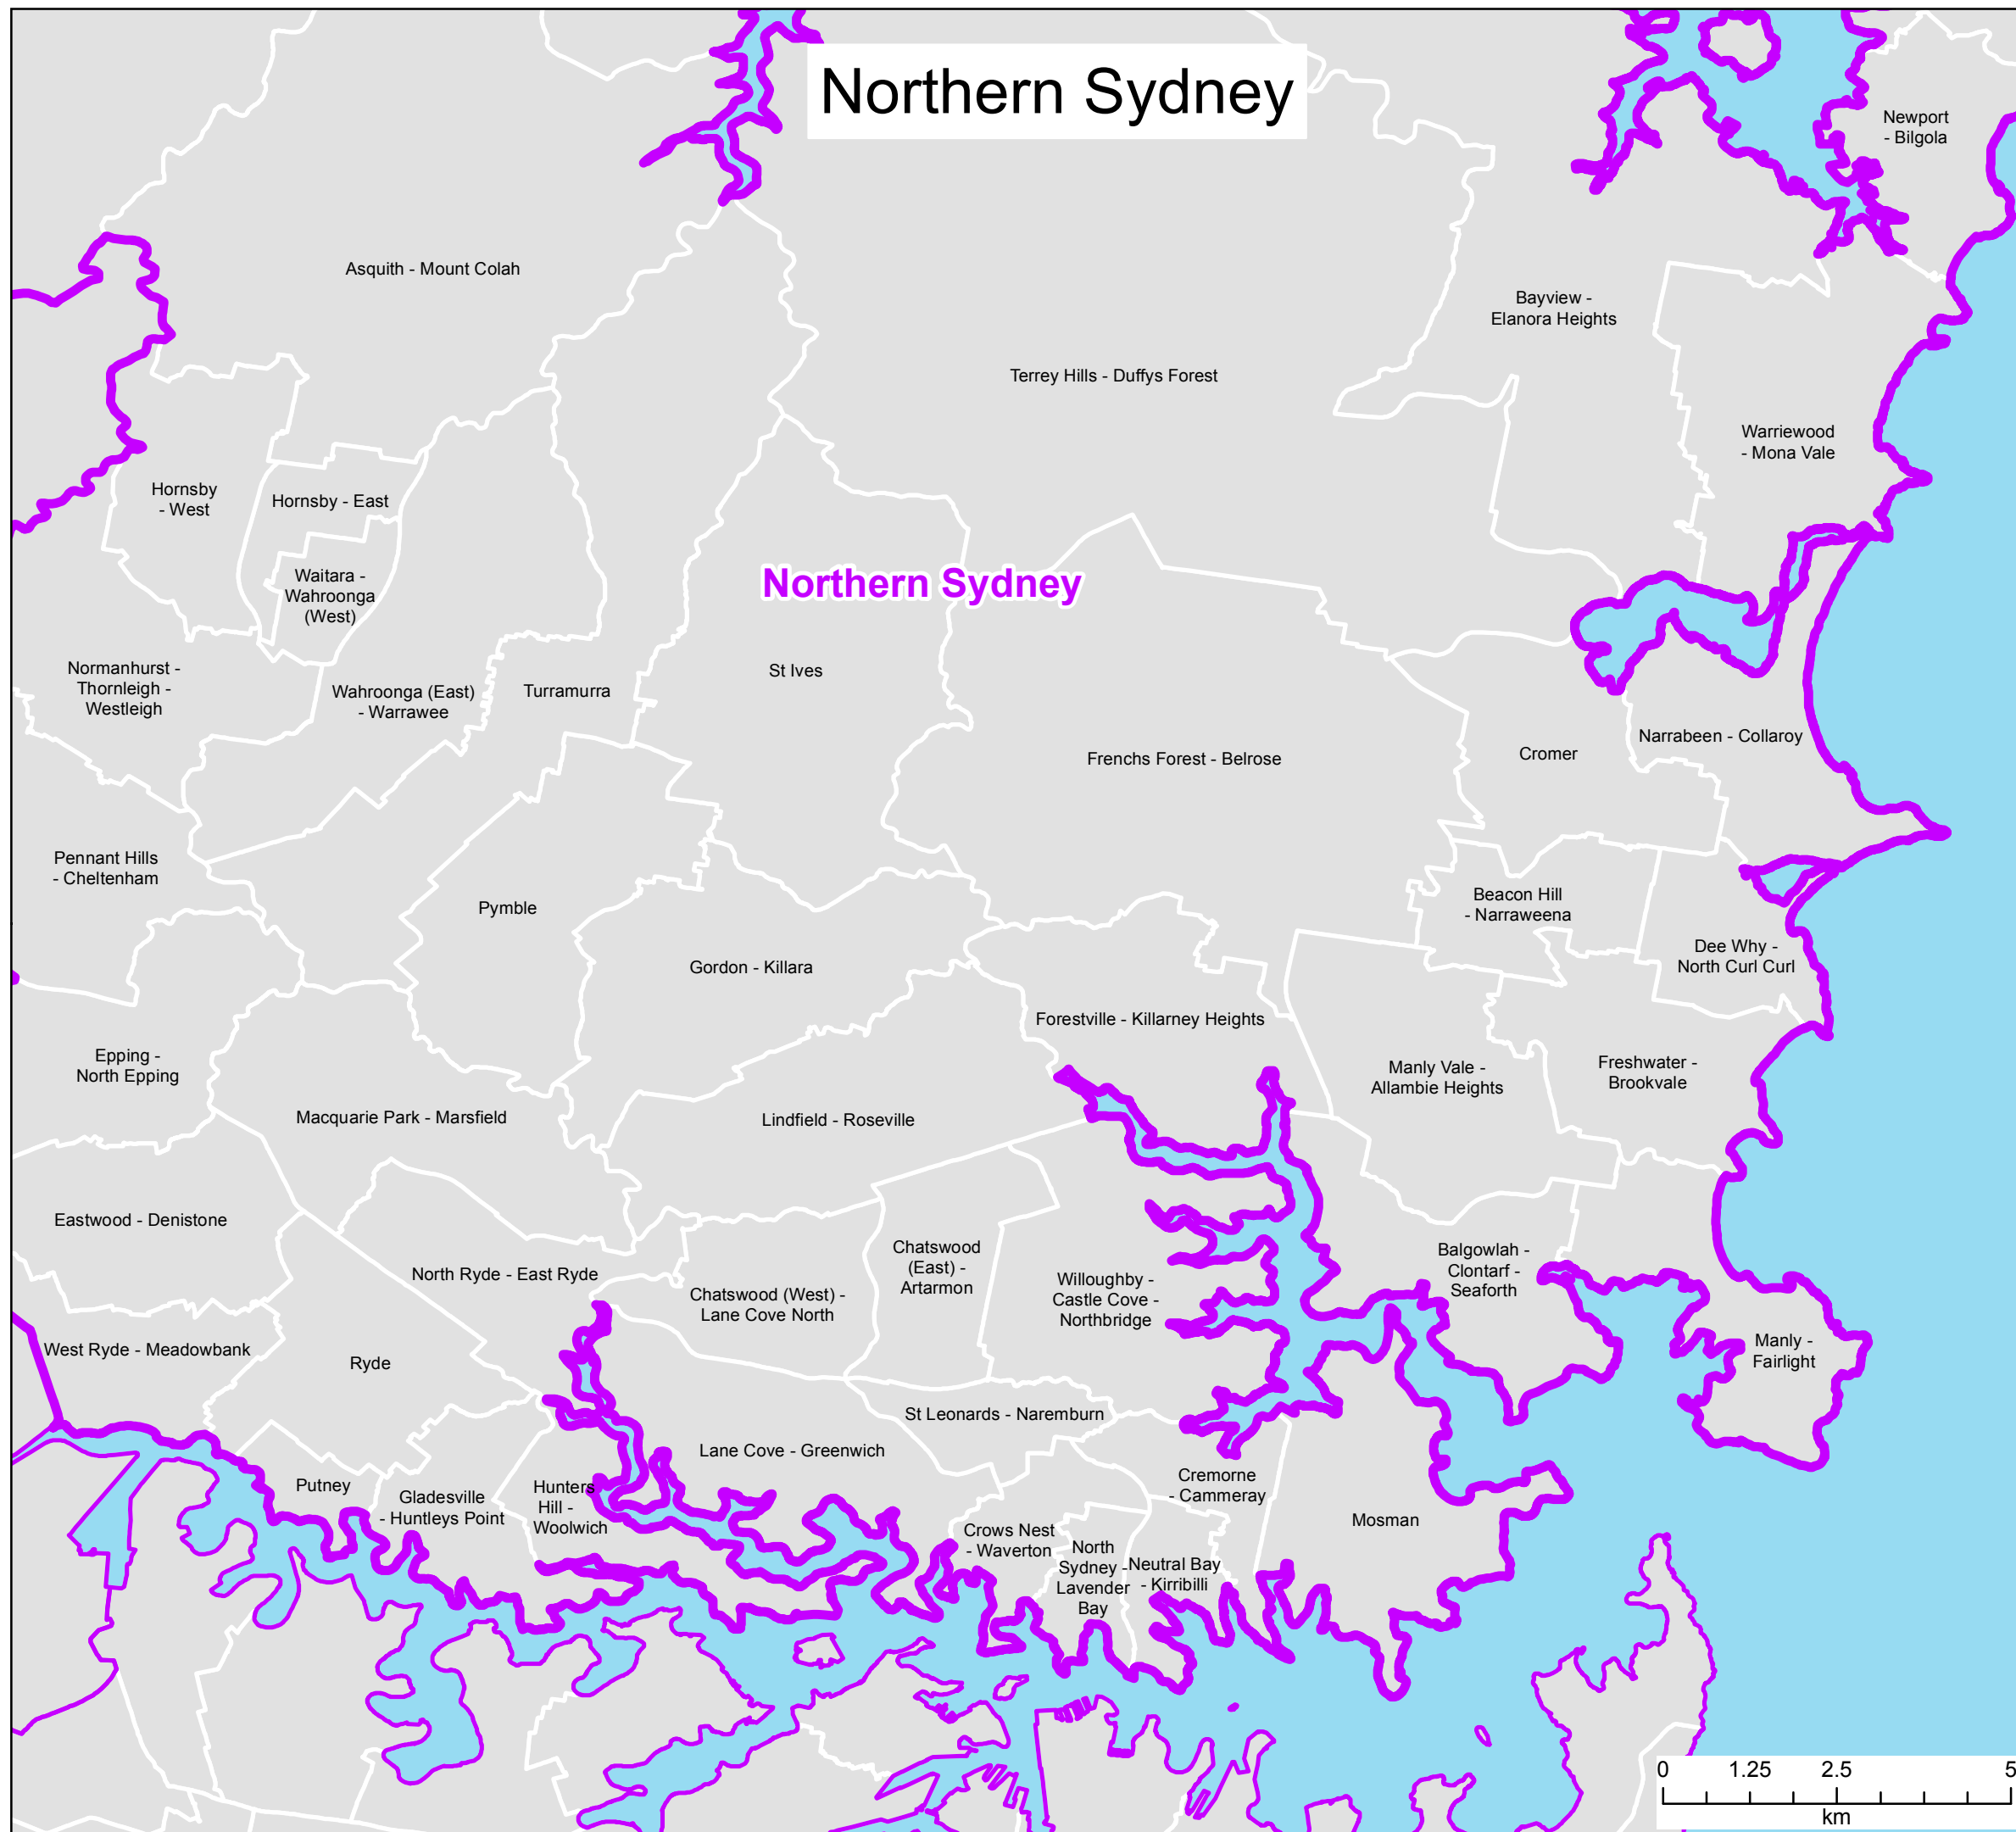 Northern Sydney
Newport
- Bilgola
Asquith - Mount Colah
Bayview -
Elanora Heights
Terrey Hills - Duffys Forest
Warriewood
- Mona Vale
Hornsby
- West
Hornsby - East
Waitara -
Wahroonga
(West)
Northern Sydney
Normanhurst -
Thornleigh -
Westleigh
Wahroonga (East)
- Warrawee
Turramurra
St Ives
Narrabeen - Collaroy
Cromer
Frenchs Forest - Belrose
Pennant Hills
- Cheltenham
Pymble
Beacon Hill
- Narraweena
Dee Why -
North Curl Curl
Gordon - Killara
Forestville - Killarney Heights
Epping -
North Epping
Manly Vale -
Allambie Heights
Freshwater -
Brookvale
Macquarie Park - Marsfield
Lindfield - Roseville
Eastwood - Denistone
North Ryde - East Ryde
Chatswood
(East) -
Artarmon
Chatswood (West) -
Lane Cove North
Willoughby -
Castle Cove -
Northbridge
Balgowlah -
Clontarf -
Seaforth
West Ryde - Meadowbank
Ryde
Manly -
Fairlight
St Leonards - Naremburn
Lane Cove - Greenwich
Putney
Gladesville
- Huntleys Point
Hunters
Hill -
Woolwich
Cremorne
- Cammeray
Mosman
Crows Nest
- Waverton
North
Sydney -
Lavender
Bay
Neutral Bay
- Kirribilli
0 1.25 2.5 5
km